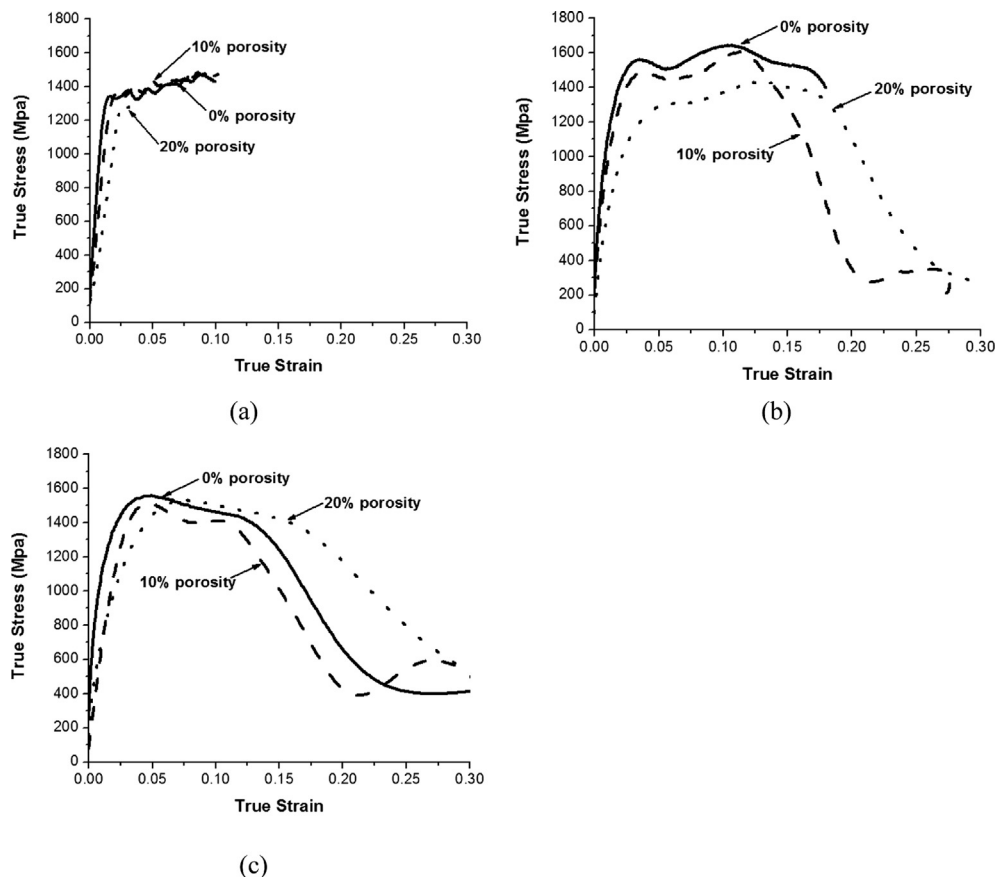 1800
1600
1400
1200
1000
800
600
400
200
0
True Stress (Mpa)
10% porosity
0% porosity
20% porosity
0.00 0.05 0.10 0.15 0.20 0.25 0.30
True Strain
(a)
1800
1600
1400
1200
1000
800
600
400
200
0
True Stress (Mpa)
0% porosity
20% porosity
10% porosity
0.00 0.05 0.10 0.15 0.20 0.25 0.30
True Strain
(b)
1800
1600
1400
1200
1000
800
600
400
200
0
True Stress (Mpa)
0% porosity
20% porosity
10% porosity
0.00 0.05 0.10 0.15 0.20 0.25 0.30
True Strain
(c)